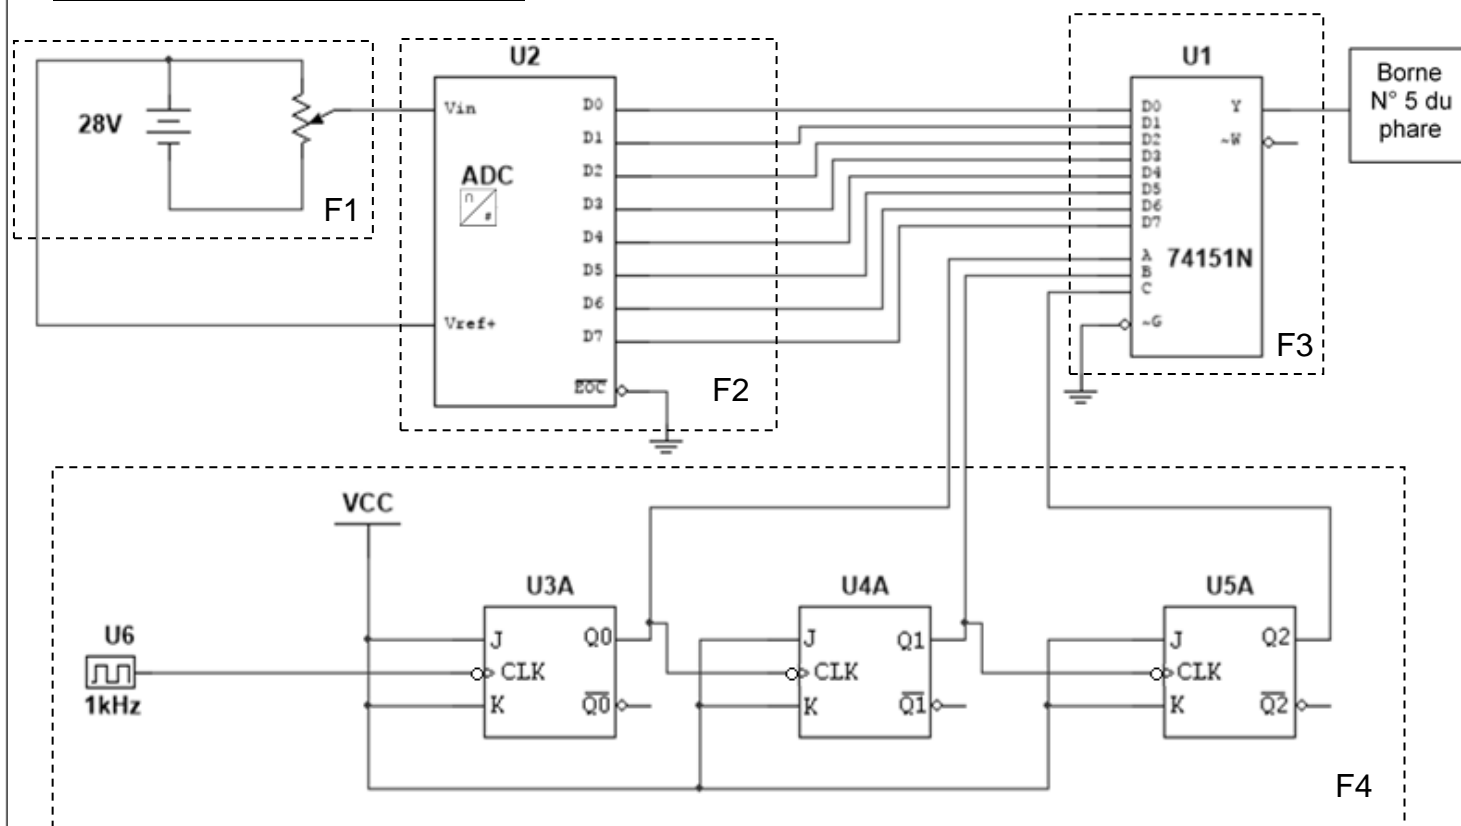 28V
F1
U2
Vin
Vref+
ADC
∩
#
D0
D1
D2
D3
D4
D5
D6
D7
EOC
F2
U1
D0
D1
D2
D3
D4
D5
D6
D7
A
B
C
~G
Y
~W
74151N
F3
Borne
N° 5 du
phare
VCC
U6
1kHz
U3A
J
CLK
K
Q0
Q0
U4A
J
CLK
K
Q1
Q1
U5A
J
CLK
K
Q2
Q2
F4